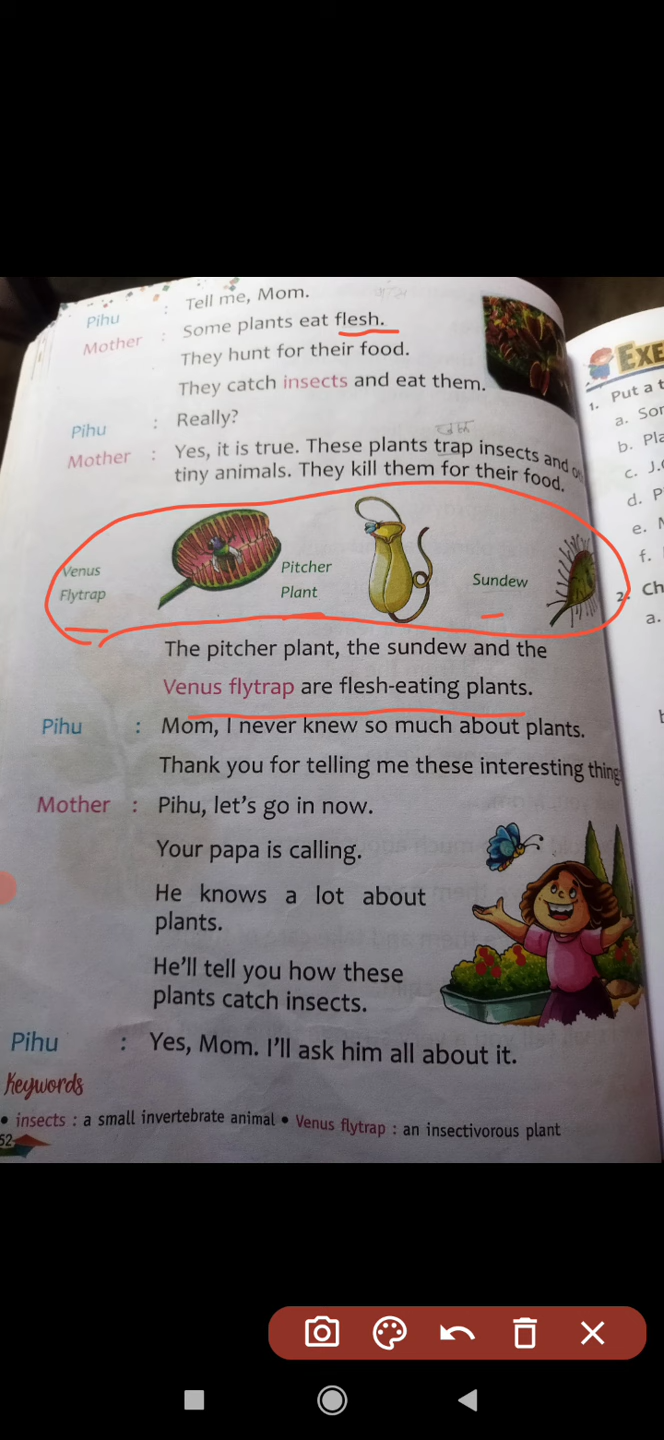 Pihu : Tell me, Mom.
Mother : Some plants eat flesh.
They hunt for their food.
They catch insects and eat them.
Pihu : Really?
Mother : Yes, it is true. These plants trap insects and
tiny animals. They kill them for their food.
Venus
Flytrap
Pitcher
Plant
Sundew
The pitcher plant, the sundew and the
Venus flytrap are flesh-eating plants.
Pihu : Mom, I never knew so much about plants.
Thank you for telling me these interesting thing
Mother : Pihu, let's go in now.
Your papa is calling.
He knows a lot about
plants.
He'll tell you how these
plants catch insects.
Pihu : Yes, Mom. I'll ask him all about it.
Keywords
• insects : a small invertebrate animal • Venus flytrap : an insectivorous plant
52
EXE
1. Put a t
a. Sor
b. Pla
c. J.
d. P
e.
f.
2. Ch
a.